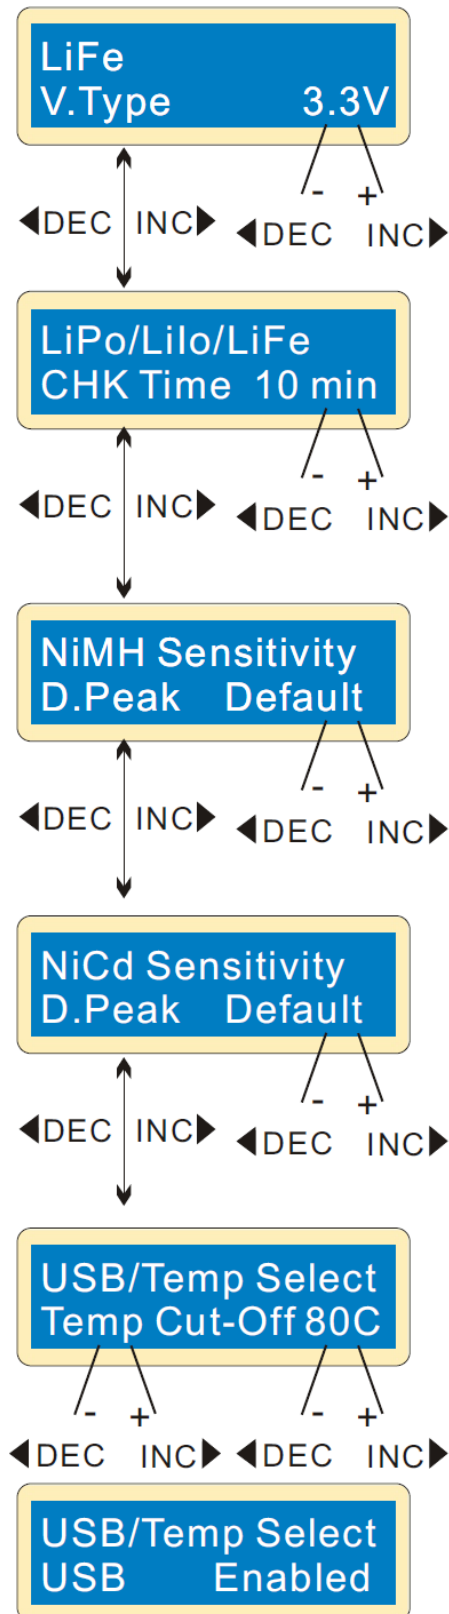 LiFe
V.Type 3.3V
- +
◀DEC INC▶ ◀DEC INC▶
LiPo/LiIo/LiFe
CHK Time 10 min
- +
◀DEC INC▶ ◀DEC INC▶
NiMH Sensitivity
D.Peak Default
- +
◀DEC INC▶ ◀DEC INC▶
NiCd Sensitivity
D.Peak Default
- +
◀DEC INC▶ ◀DEC INC▶
USB/Temp Select
Temp Cut-Off 80C
- + - +
◀DEC INC▶ ◀DEC INC▶
USB/Temp Select
USB Enabled